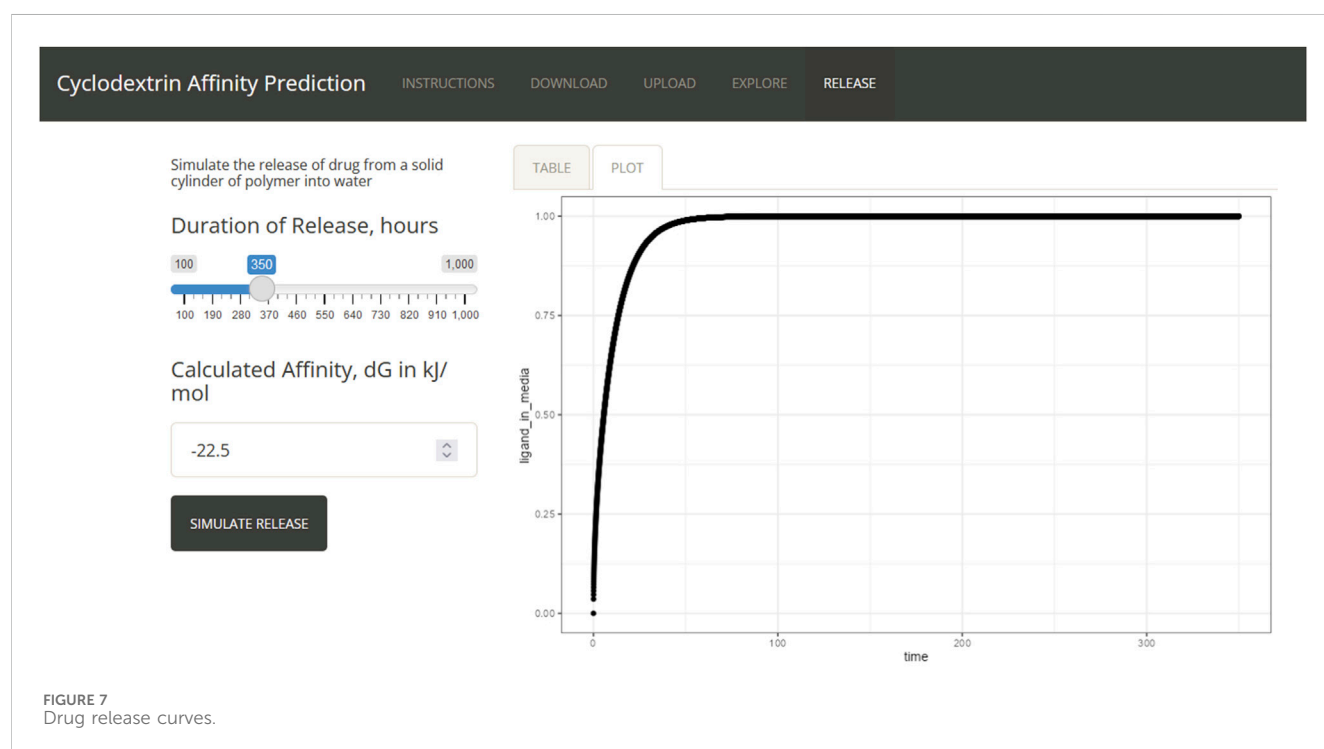 Cyclodextrin Affinity Prediction INSTRUCTIONS DOWNLOAD UPLOAD EXPLORE RELEASE
Simulate the release of drug from a solid
cylinder of polymer into water
Duration of Release, hours
100 350 1,000
100 190 280 370 460 550 640 730 820 910 1,000
Calculated Affinity, dG in kJ/
mol
-22.5
SIMULATE RELEASE
TABLE PLOT
1.00
0.75
0.50
0.25
0.00
ligand_in_media
0 100 200 300
time
FIGURE 7
Drug release curves.